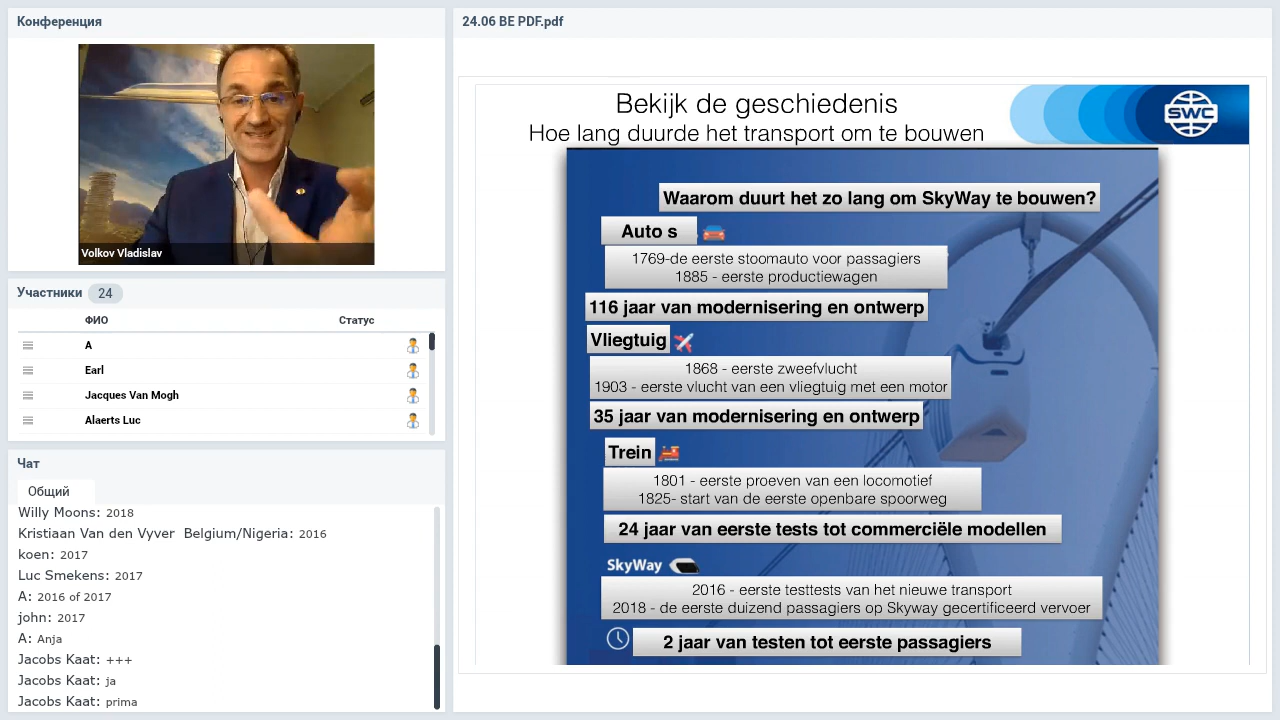 Конференция
Volkov Vladislav
Участники 24
ФИО Статус
A
Earl
Jacques Van Mogh
Alaerts Luc
Чат
Общий
Willy Moons: 2018
Kristiaan Van den Vyver Belgium/Nigeria: 2016
koen: 2017
Luc Smekens: 2017
A: 2016 of 2017
john: 2017
A: Anja
Jacobs Kaat: +++
Jacobs Kaat: ja
Jacobs Kaat: prima
24.06 BE PDF.pdf
Bekijk de geschiedenis
Hoe lang duurde het transport om te bouwen
SWC
Waarom duurt het zo lang om SkyWay te bouwen?
Auto s
1769-de eerste stoomauto voor passagiers
1885 - eerste productiewagen
116 jaar van modernisering en ontwerp
Vliegtuig
1868 - eerste zweefvlucht
1903 - eerste vlucht van een vliegtuig met een motor
35 jaar van modernisering en ontwerp
Trein
1801 - eerste proeven van een locomotief
1825- start van de eerste openbare spoorweg
24 jaar van eerste tests tot commerciële modellen
SkyWay
2016 - eerste testtests van het nieuwe transport
2018 - de eerste duizend passagiers op Skyway gecertificeerd vervoer
2 jaar van testen tot eerste passagiers